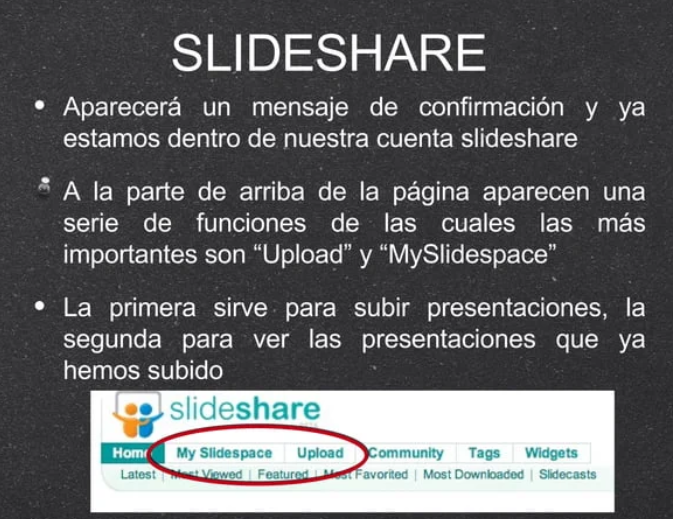 SLIDESHARE
• Aparecerá un mensaje de confirmación y ya
estamos dentro de nuestra cuenta slideshare
A la parte de arriba de la página aparecen una
serie de funciones de las cuales las más
importantes son “Upload” y “MySlidespace”
• La primera sirve para subir presentaciones, la
segunda para ver las presentaciones que ya
hemos subido
slideshare
BETA
Home My Slidespace Upload Community Tags Widgets
Latest | Most Viewed | Featured | Most Favorited | Most Downloaded | Slidecasts